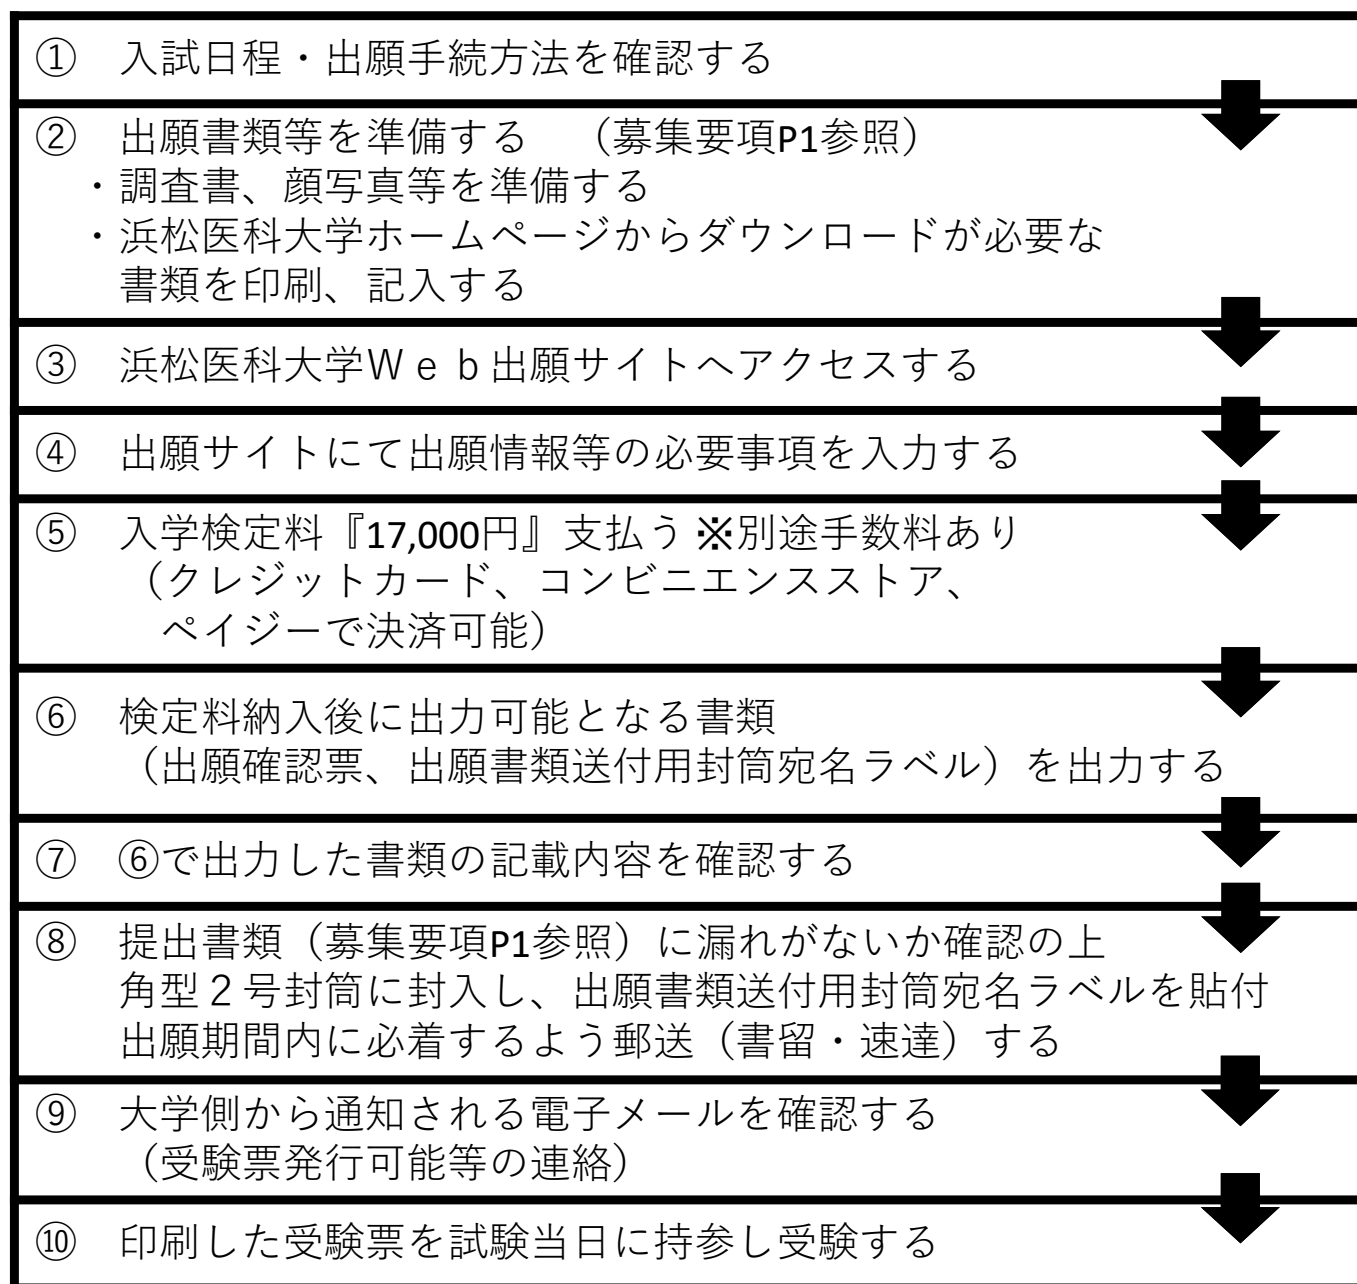 ① 入試日程・出願手続方法を確認する
② 出願書類等を準備する （募集要項P1参照）
・調査書、顔写真等を準備する
・浜松医科大学ホームページからダウンロードが必要な
書類を印刷、記入する
③ 浜松医科大学Ｗｅｂ出願サイトへアクセスする
④ 出願サイトにて出願情報等の必要事項を入力する
⑤ 入学検定料『17,000円』支払う ※別途手数料あり
（クレジットカード、コンビニエンスストア、
ペイジーで決済可能）
⑥ 検定料納入後に出力可能となる書類
（出願確認票、出願書類送付用封筒宛名ラベル）を出力する
⑦ ⑥で出力した書類の記載内容を確認する
⑧ 提出書類（募集要項P1参照）に漏れがないか確認の上
角型２号封筒に封入し、出願書類送付用封筒宛名ラベルを貼付
出願期間内に必着するよう郵送（書留・速達）する
⑨ 大学側から通知される電子メールを確認する
（受験票発行可能等の連絡）
⑩ 印刷した受験票を試験当日に持参し受験する